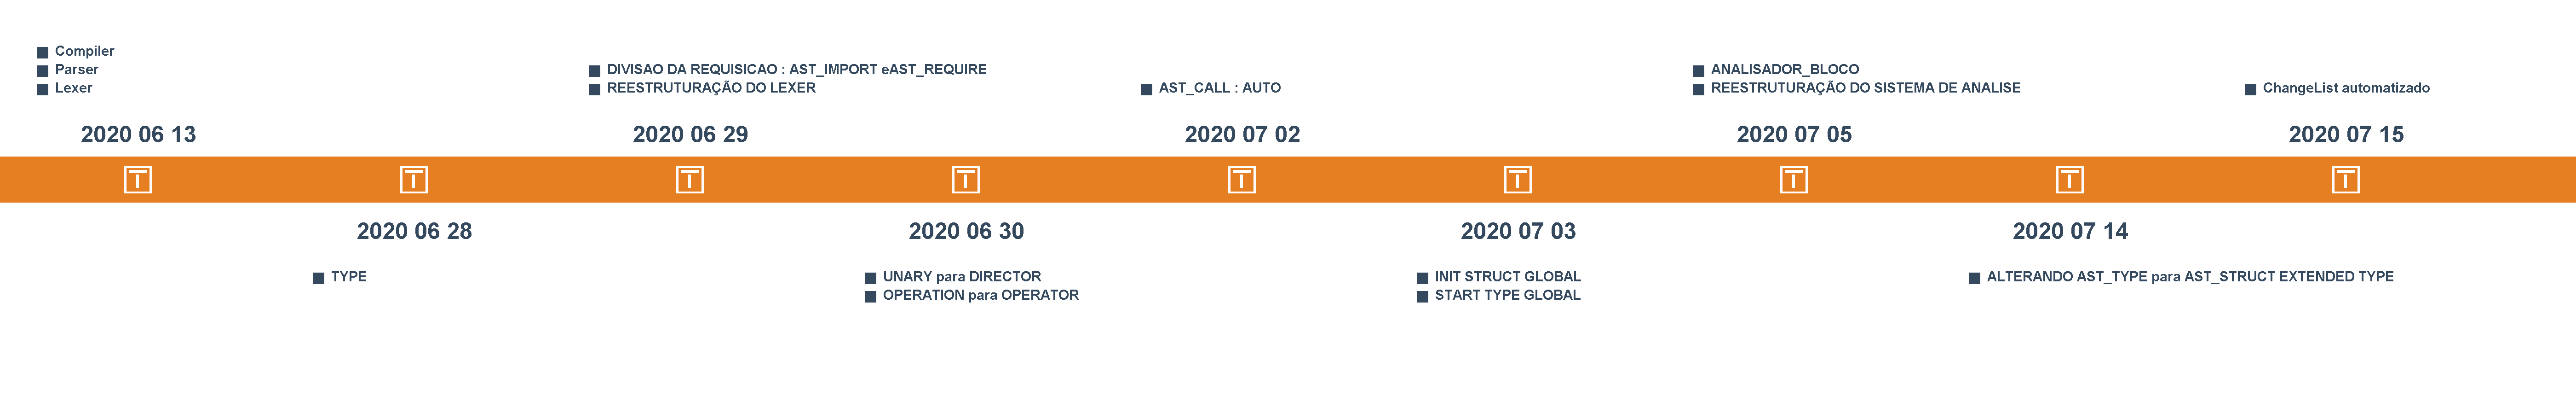 Compiler
Parser
Lexer
2020 06 13
2020 06 28
TYPE
DIVISAO DA REQUISICAO : AST_IMPORT eAST_REQUIRE
REESTRUTURAÇÃO DO LEXER
2020 06 29
2020 06 30
UNARY para DIRECTOR
OPERATION para OPERATOR
AST_CALL : AUTO
2020 07 02
2020 07 03
INIT STRUCT GLOBAL
START TYPE GLOBAL
ANALISADOR_BLOCO
REESTRUTURAÇÃO DO SISTEMA DE ANALISE
2020 07 05
2020 07 14
ALTERANDO AST_TYPE para AST_STRUCT EXTENDED TYPE
ChangeList automatizado
2020 07 15